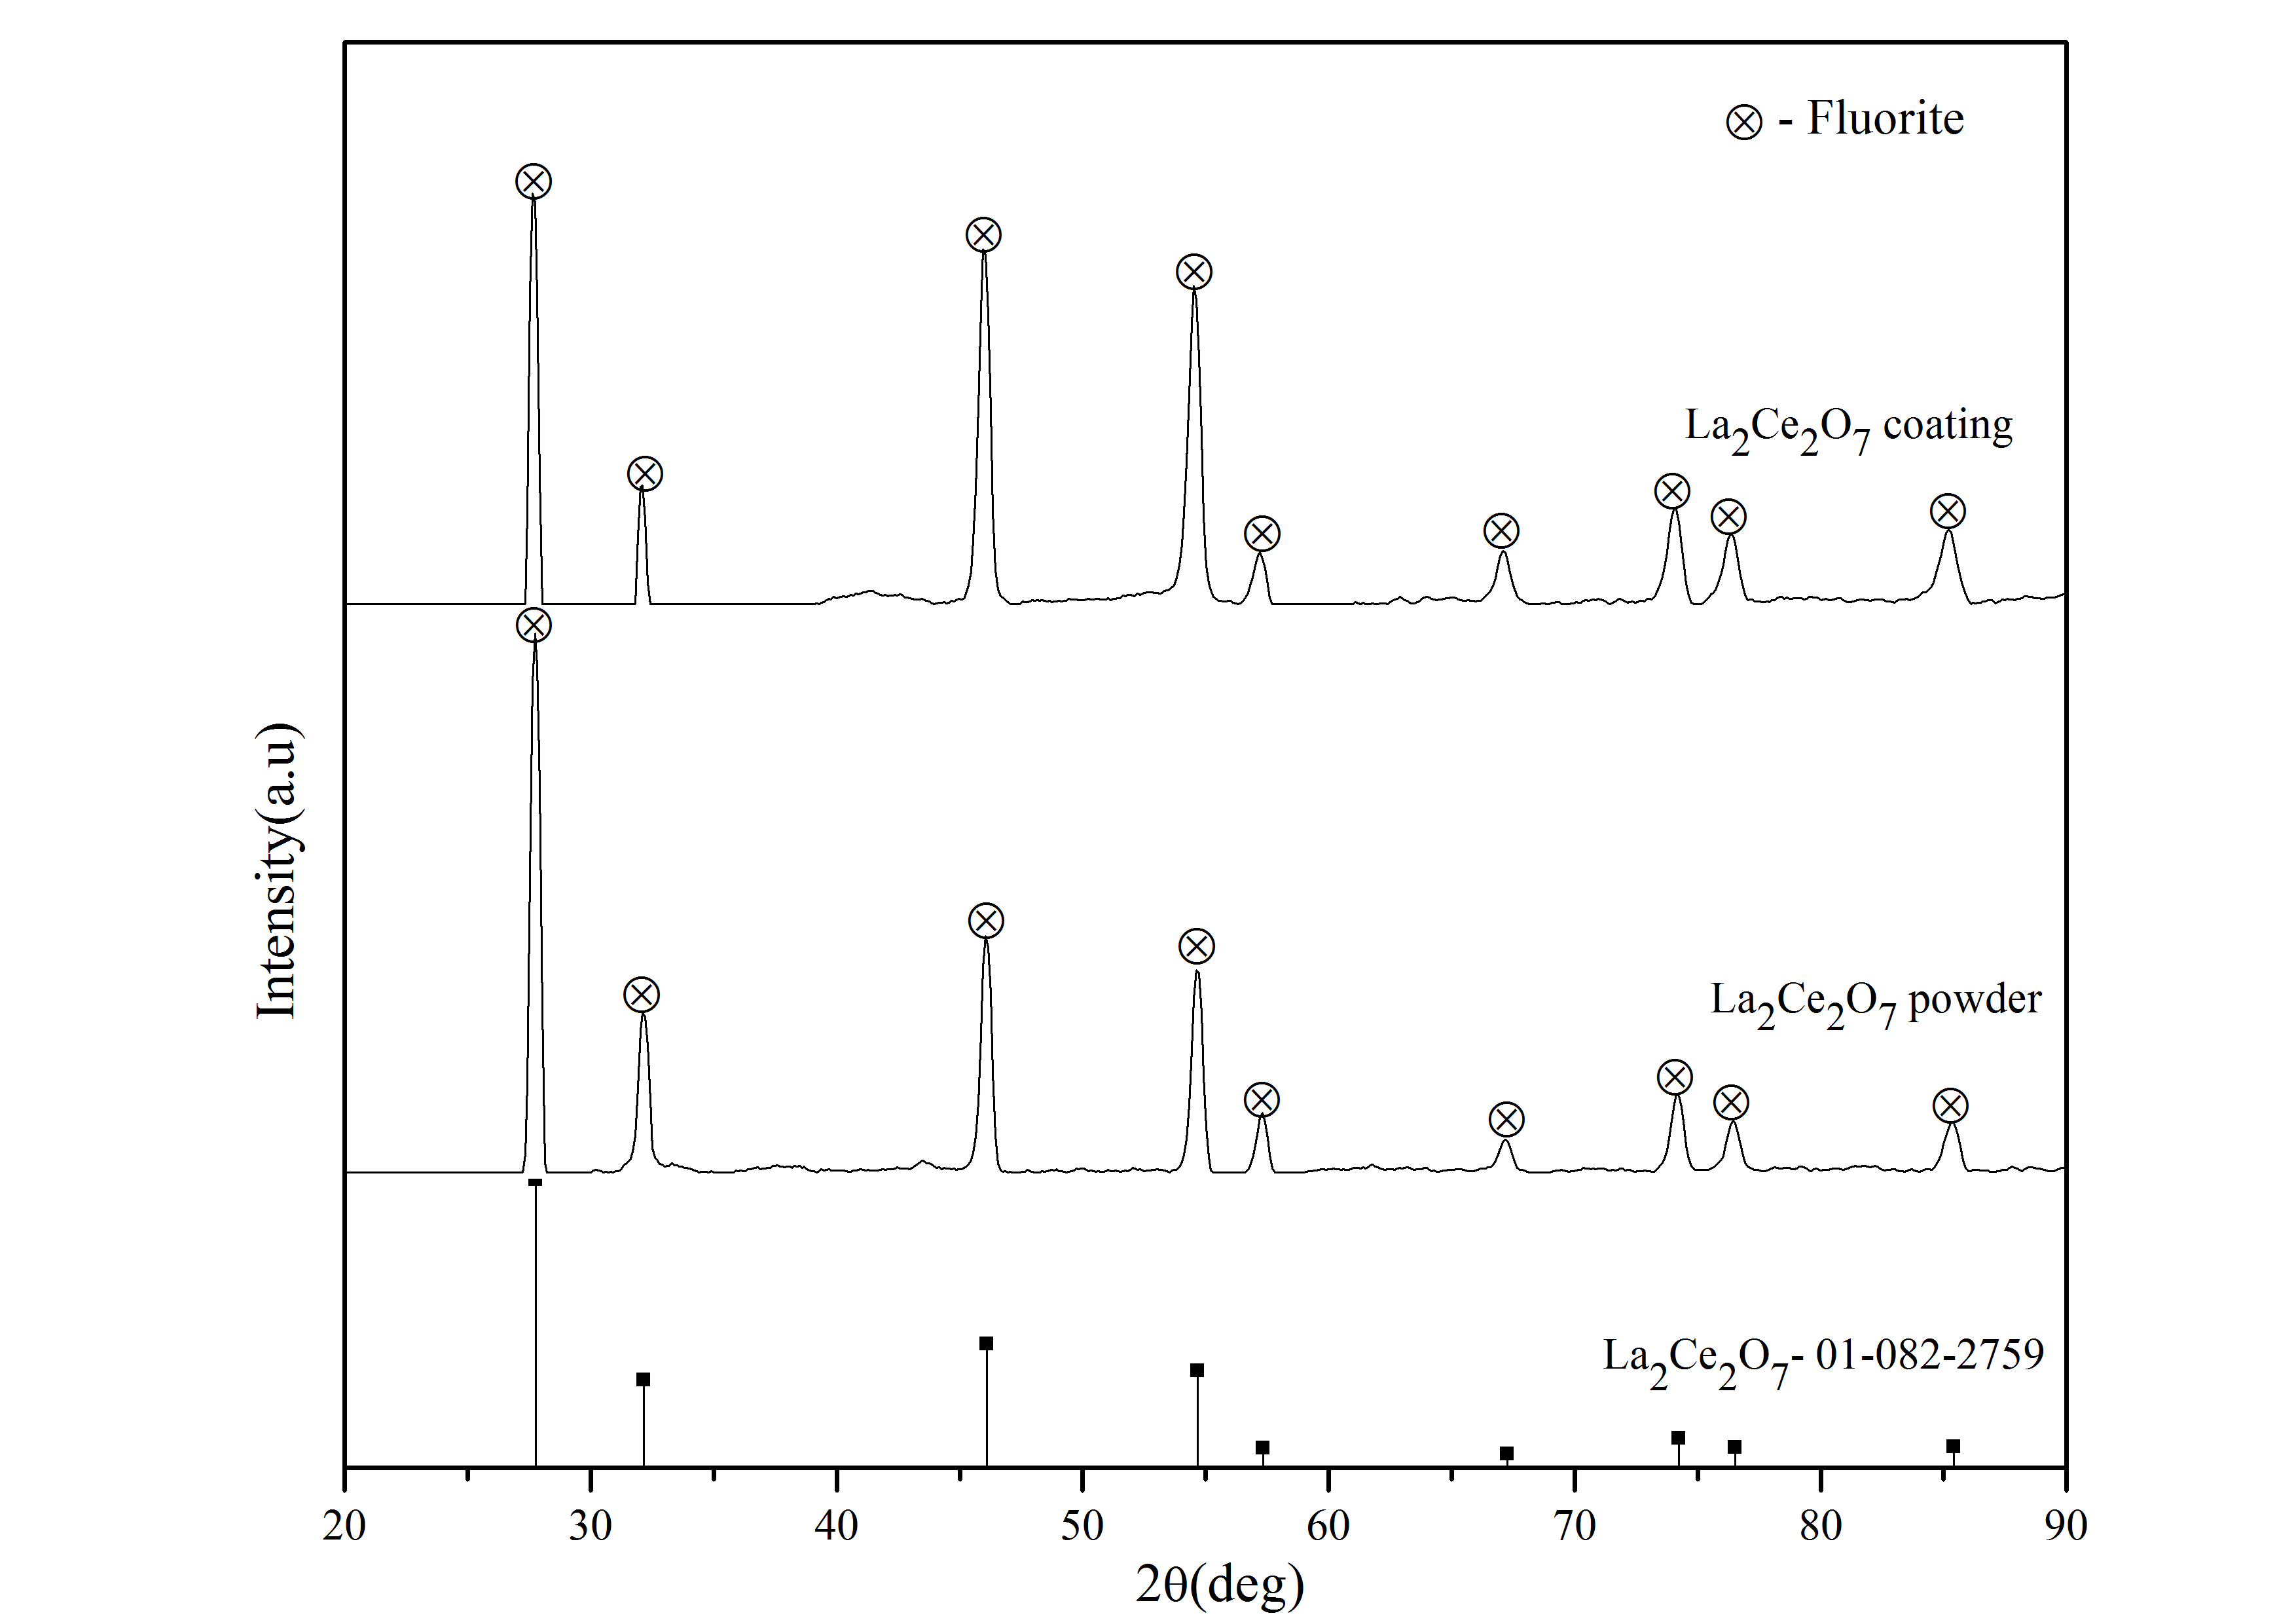 ⊗ - Fluorite
La₂Ce₂O₇ coating
La₂Ce₂O₇ powder
La₂Ce₂O₇- 01-082-2759
Intensity(a.u)
20 30 40 50 60 70 80 90
2θ(deg)